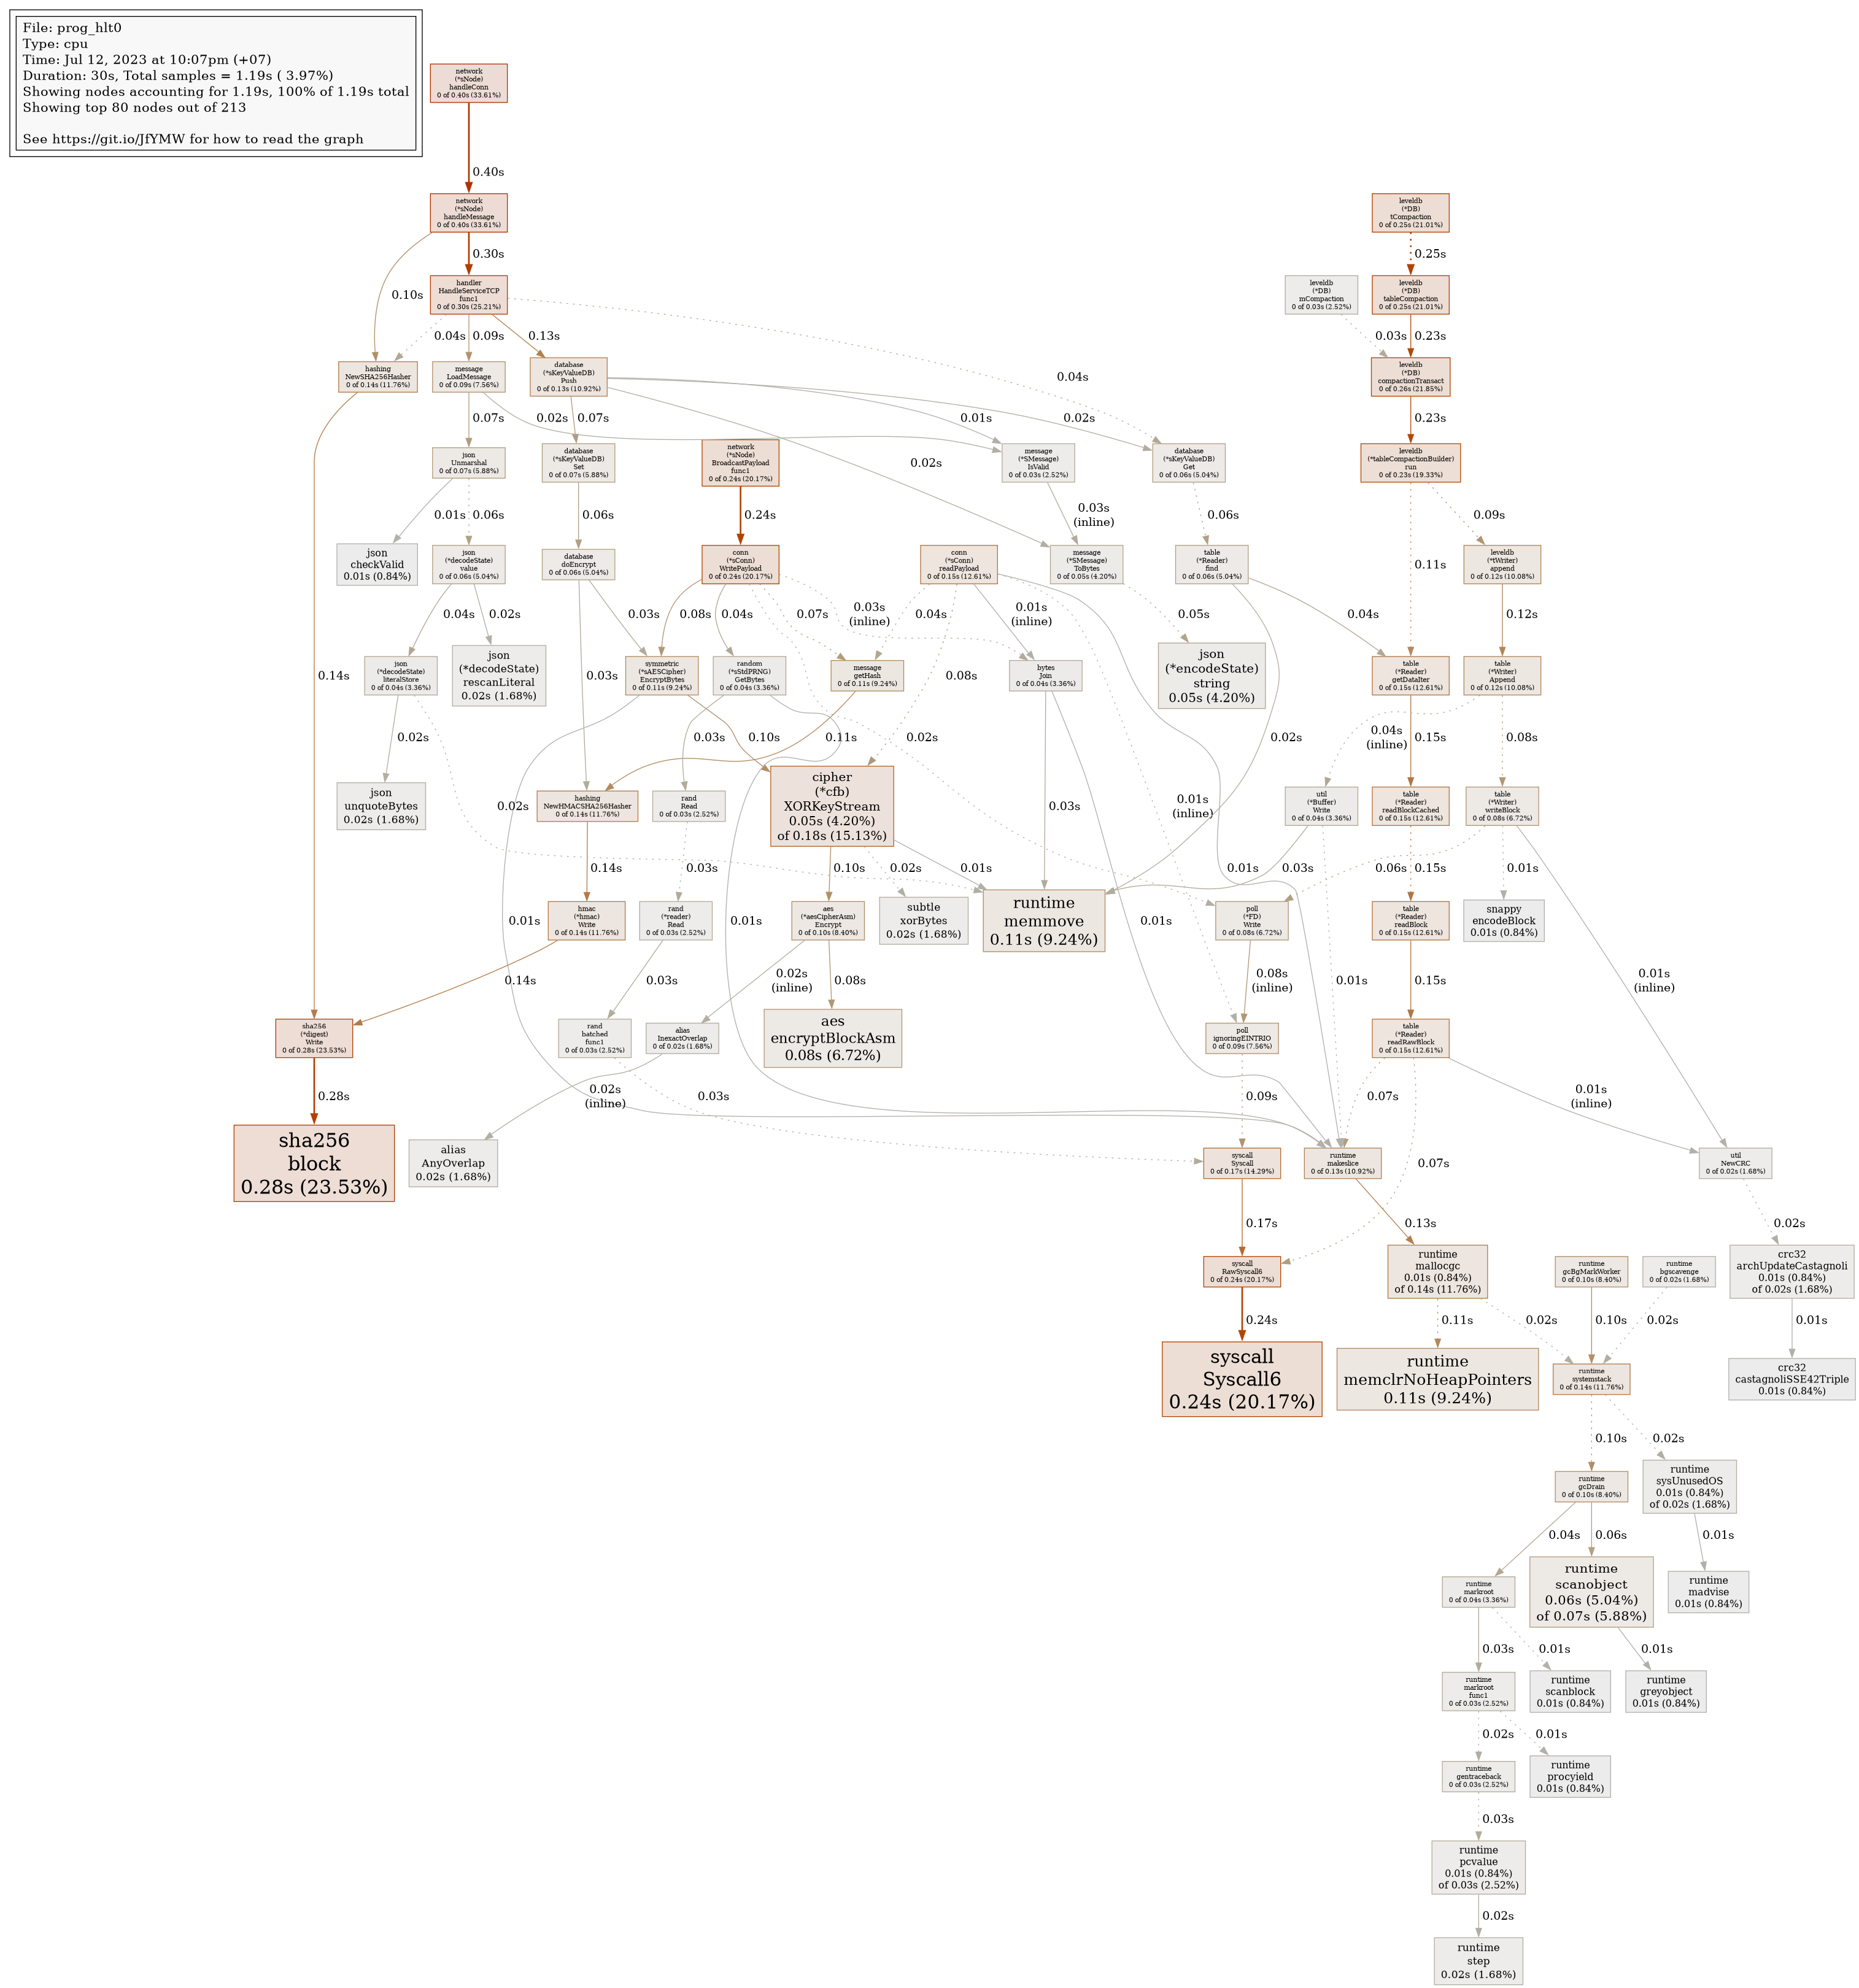 File: prog_hlt0
Type: cpu
Time: Jul 12, 2023 at 10:07pm (+07)
Duration: 30s, Total samples = 1.19s ( 3.97%)
Showing nodes accounting for 1.19s, 100% of 1.19s total
Showing top 80 nodes out of 213
See https://git.io/JfYMW for how to read the graph
network
(*sNode)
handleConn
0 of 0.40s (33.61%)
0.40s
network
(*sNode)
handleMessage
0 of 0.40s (33.61%)
leveldb
(*DB)
tCompaction
0 of 0.25s (21.01%)
0.30s
0.25s
0.10s
handler
HandleServiceTCP
func1
0 of 0.30s (25.21%)
leveldb
(*DB)
mCompaction
0 of 0.03s (2.52%)
leveldb
(*DB)
tableCompaction
0 of 0.25s (21.01%)
0.04s
0.09s
0.13s
0.04s
0.03s
0.23s
hashing
NewSHA256Hasher
0 of 0.14s (11.76%)
message
LoadMessage
0 of 0.09s (7.56%)
database
(*sKeyValueDB)
Push
0 of 0.13s (10.92%)
leveldb
(*DB)
compactionTransact
0 of 0.26s (21.85%)
0.07s
0.02s
0.07s
0.02s
0.01s
0.02s
0.23s
json
Unmarshal
0 of 0.07s (5.88%)
database
(*sKeyValueDB)
Set
0 of 0.07s (5.88%)
network
(*sNode)
BroadcastPayload
func1
0 of 0.24s (20.17%)
message
(*SMessage)
IsValid
0 of 0.03s (2.52%)
database
(*sKeyValueDB)
Get
0 of 0.06s (5.04%)
leveldb
(*tableCompactionBuilder)
run
0 of 0.23s (19.33%)
0.01s
0.06s
0.06s
0.24s
0.03s
(inline)
0.06s
0.11s
0.09s
json
checkValid
0.01s (0.84%)
json
(*decodeState)
value
0 of 0.06s (5.04%)
database
doEncrypt
0 of 0.06s (5.04%)
conn
(*sConn)
WritePayload
0 of 0.24s (20.17%)
conn
(*sConn)
readPayload
0 of 0.15s (12.61%)
message
(*SMessage)
ToBytes
0 of 0.05s (4.20%)
table
(*Reader)
find
0 of 0.06s (5.04%)
leveldb
(*tWriter)
append
0 of 0.12s (10.08%)
0.04s
0.02s
0.03s
0.03s
0.08s
0.04s
0.07s
0.03s
(inline)
0.02s
0.04s
0.08s
0.01s
(inline)
0.01s
(inline)
0.01s
0.05s
0.04s
0.02s
0.12s
json
(*decodeState)
literalStore
0 of 0.04s (3.36%)
json
(*decodeState)
rescanLiteral
0.02s (1.68%)
symmetric
(*sAESCipher)
EncryptBytes
0 of 0.11s (9.24%)
random
(*sStdPRNG)
GetBytes
0 of 0.04s (3.36%)
message
getHash
0 of 0.11s (9.24%)
bytes
Join
0 of 0.04s (3.36%)
json
(*encodeState)
string
0.05s (4.20%)
table
(*Reader)
getDataIter
0 of 0.15s (12.61%)
table
(*Writer)
Append
0 of 0.12s (10.08%)
0.14s
0.02s
0.02s
0.01s
0.10s
0.03s
0.01s
0.11s
0.03s
0.01s
0.15s
0.04s
(inline)
0.08s
json
unquoteBytes
0.02s (1.68%)
hashing
NewHMACSHA256Hasher
0 of 0.14s (11.76%)
rand
Read
0 of 0.03s (2.52%)
cipher
(*cfb)
XORKeyStream
0.05s (4.20%)
of 0.18s (15.13%)
util
(*Buffer)
Write
0 of 0.04s (3.36%)
table
(*Reader)
readBlockCached
0 of 0.15s (12.61%)
table
(*Writer)
writeBlock
0 of 0.08s (6.72%)
0.14s
0.03s
0.10s
0.02s
0.01s
0.03s
0.01s
0.15s
0.06s
0.01s
0.01s
(inline)
hmac
(*hmac)
Write
0 of 0.14s (11.76%)
rand
(*reader)
Read
0 of 0.03s (2.52%)
aes
(*aesCipherAsm)
Encrypt
0 of 0.10s (8.40%)
subtle
xorBytes
0.02s (1.68%)
runtime
memmove
0.11s (9.24%)
poll
(*FD)
Write
0 of 0.08s (6.72%)
table
(*Reader)
readBlock
0 of 0.15s (12.61%)
snappy
encodeBlock
0.01s (0.84%)
0.14s
0.03s
0.02s
(inline)
0.08s
0.08s
(inline)
0.15s
sha256
(*digest)
Write
0 of 0.28s (23.53%)
rand
batched
func1
0 of 0.03s (2.52%)
alias
InexactOverlap
0 of 0.02s (1.68%)
aes
encryptBlockAsm
0.08s (6.72%)
poll
ignoringEINTRIO
0 of 0.09s (7.56%)
table
(*Reader)
readRawBlock
0 of 0.15s (12.61%)
0.28s
0.02s
(inline)
0.03s
0.09s
0.07s
0.07s
0.01s
(inline)
sha256
block
0.28s (23.53%)
alias
AnyOverlap
0.02s (1.68%)
syscall
Syscall
0 of 0.17s (14.29%)
runtime
makeslice
0 of 0.13s (10.92%)
util
NewCRC
0 of 0.02s (1.68%)
0.17s
0.13s
0.02s
syscall
RawSyscall6
0 of 0.24s (20.17%)
runtime
mallocgc
0.01s (0.84%)
of 0.14s (11.76%)
runtime
gcBgMarkWorker
0 of 0.10s (8.40%)
runtime
bgscavenge
0 of 0.02s (1.68%)
crc32
archUpdateCastagnoli
0.01s (0.84%)
of 0.02s (1.68%)
0.24s
0.11s
0.02s
0.10s
0.02s
0.01s
syscall
Syscall6
0.24s (20.17%)
runtime
memclrNoHeapPointers
0.11s (9.24%)
runtime
systemstack
0 of 0.14s (11.76%)
crc32
castagnoliSSE42Triple
0.01s (0.84%)
0.10s
0.02s
runtime
gcDrain
0 of 0.10s (8.40%)
runtime
sysUnusedOS
0.01s (0.84%)
of 0.02s (1.68%)
0.04s
0.06s
0.01s
runtime
markroot
0 of 0.04s (3.36%)
runtime
scanobject
0.06s (5.04%)
of 0.07s (5.88%)
runtime
madvise
0.01s (0.84%)
0.03s
0.01s
0.01s
runtime
markroot
func1
0 of 0.03s (2.52%)
runtime
scanblock
0.01s (0.84%)
runtime
greyobject
0.01s (0.84%)
0.02s
0.01s
runtime
gentraceback
0 of 0.03s (2.52%)
runtime
procyield
0.01s (0.84%)
0.03s
runtime
pcvalue
0.01s (0.84%)
of 0.03s (2.52%)
0.02s
runtime
step
0.02s (1.68%)